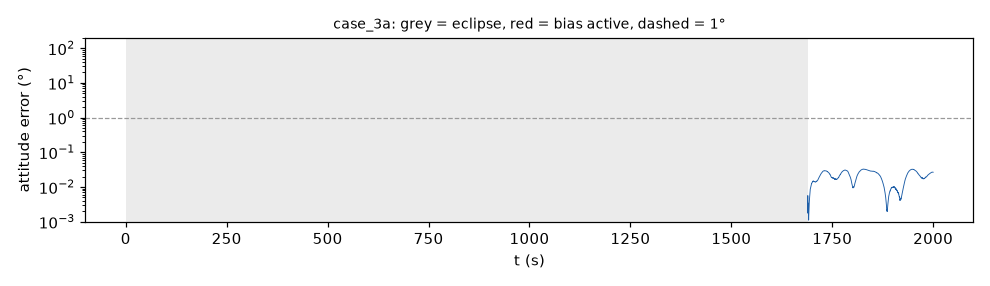 case_3a: grey = eclipse, red = bias active, dashed = 1°
attitude error (°)
10²
10¹
10⁰
10⁻¹
10⁻²
10⁻³
0 250 500 750 1000 1250 1500 1750 2000
t (s)